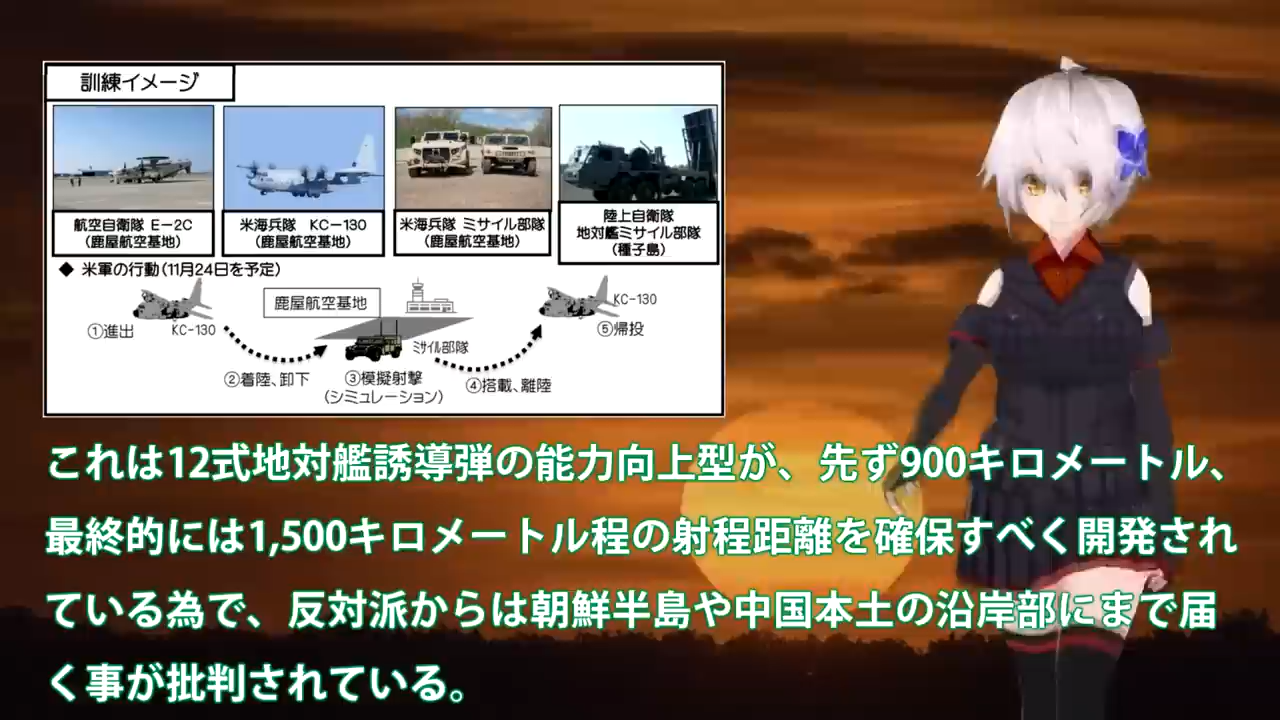 訓練イメージ
航空自衛隊 E−2C
(鹿屋航空基地)
米海兵隊 KC−130
(鹿屋航空基地)
米海兵隊 ミサイル部隊
(鹿屋航空基地)
陸上自衛隊
地対艦ミサイル部隊
(種子島)
◆ 米軍の行動(11月24日を予定)
鹿屋航空基地
KC-130
①進出
KC-130
⑤帰投
ミサイル部隊
②着陸、卸下
③模擬射撃
(シミュレーション)
④搭載、離陸
これは12式地対艦誘導弾の能力向上型が、先ず900キロメートル、
最終的には1,500キロメートル程の射程距離を確保すべく開発され
ている為で、反対派からは朝鮮半島や中国本土の沿岸部にまで届
く事が批判されている。